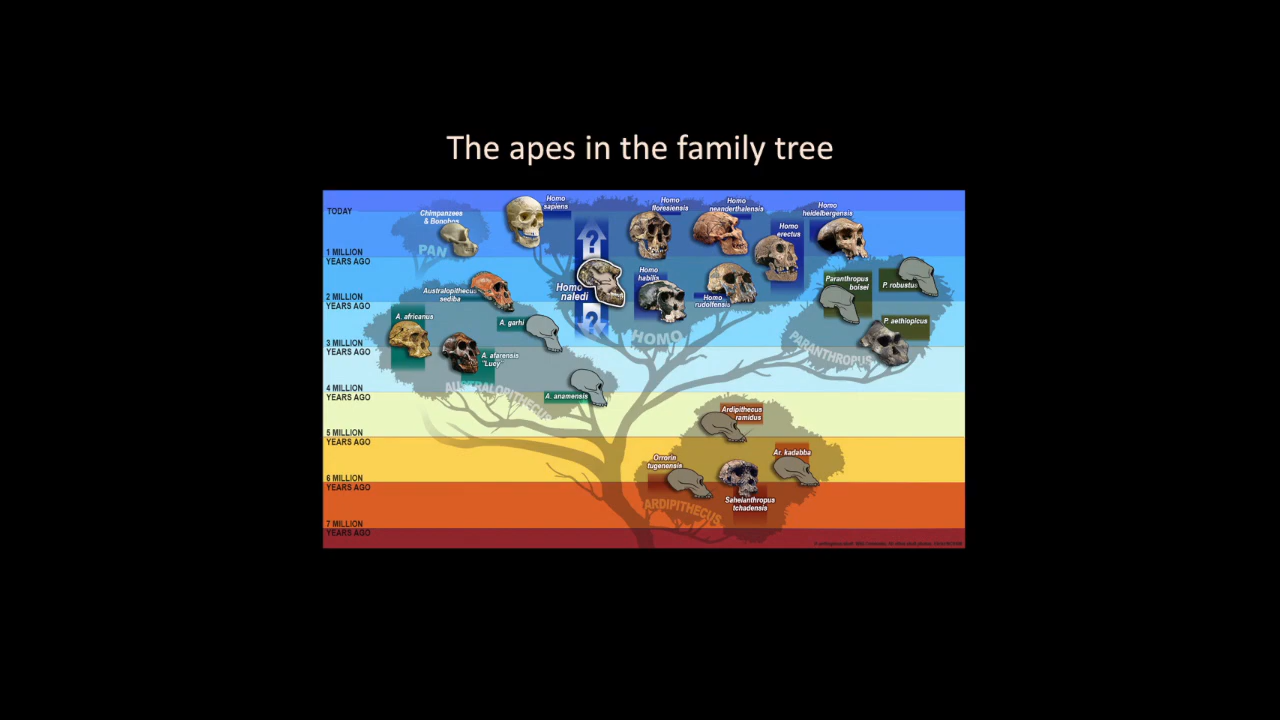 The apes in the family tree
TODAY
1 MILLION
YEARS AGO
2 MILLION
YEARS AGO
3 MILLION
YEARS AGO
4 MILLION
YEARS AGO
5 MILLION
YEARS AGO
6 MILLION
YEARS AGO
7 MILLION
YEARS AGO
Chimpanzees
& Bonobos
PAN
Homo
sapiens
Homo
naledi
?
?
Homo
floresiensis
Homo
neanderthalensis
Homo
heidelbergensis
Homo
erectus
Homo
habilis
Homo
rudolfensis
HOMO
Paranthropus
boisei
P. robustus
P. aethiopicus
PARANTHROPUS
Australopithecus
sediba
A. africanus
A. garhi
A. afarensis
"Lucy"
A. anamensis
AUSTRALOPITHECUS
Ardipithecus
ramidus
Ar. kadabba
Orrorin
tugenensis
Sahelanthropus
tchadensis
ARDIPITHECUS